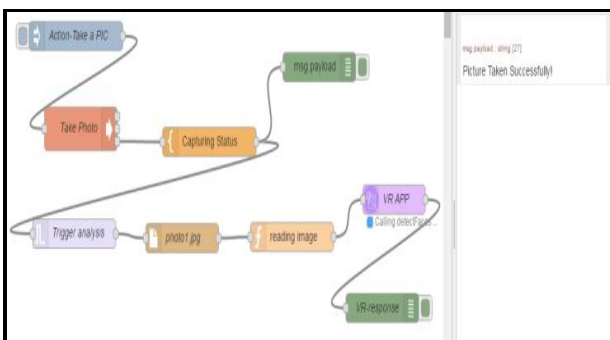 Action-Take a PIC
msg.payload
Take Photo
Capturing Status
VR APP
Calling detectFaces ...
Trigger analysis
photo1.jpg
reading image
VR-response
msg.payload : string [27]
Picture Taken Successfully!